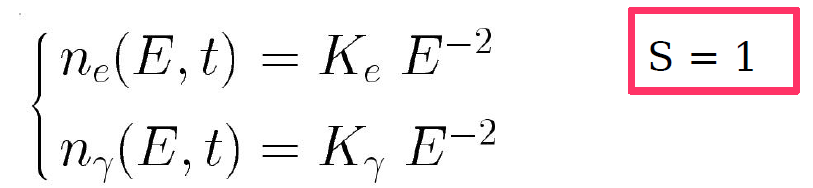 n_e(E, t) = K_e E^{-2}
S = 1
n_γ(E, t) = K_γ E^{-2}